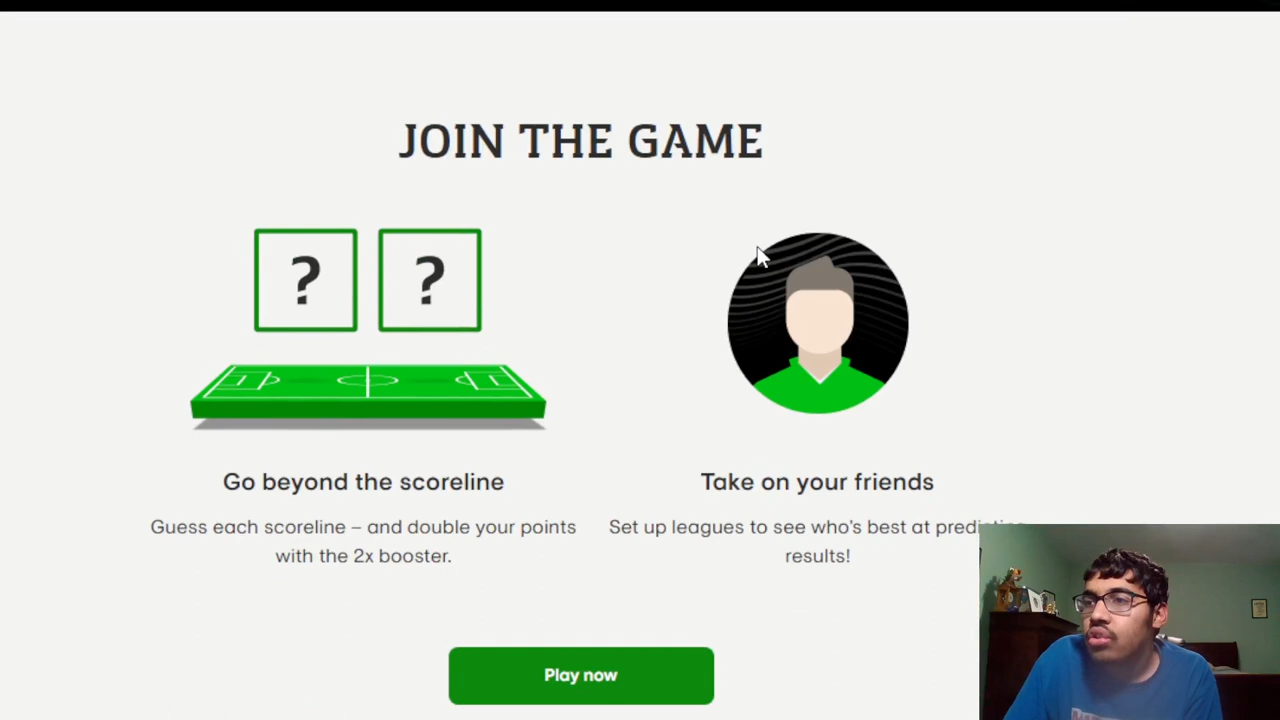 JOIN THE GAME
? ?
Go beyond the scoreline
Guess each scoreline – and double your points
with the 2x booster.
Take on your friends
Set up leagues to see who's best at
results!
Play now